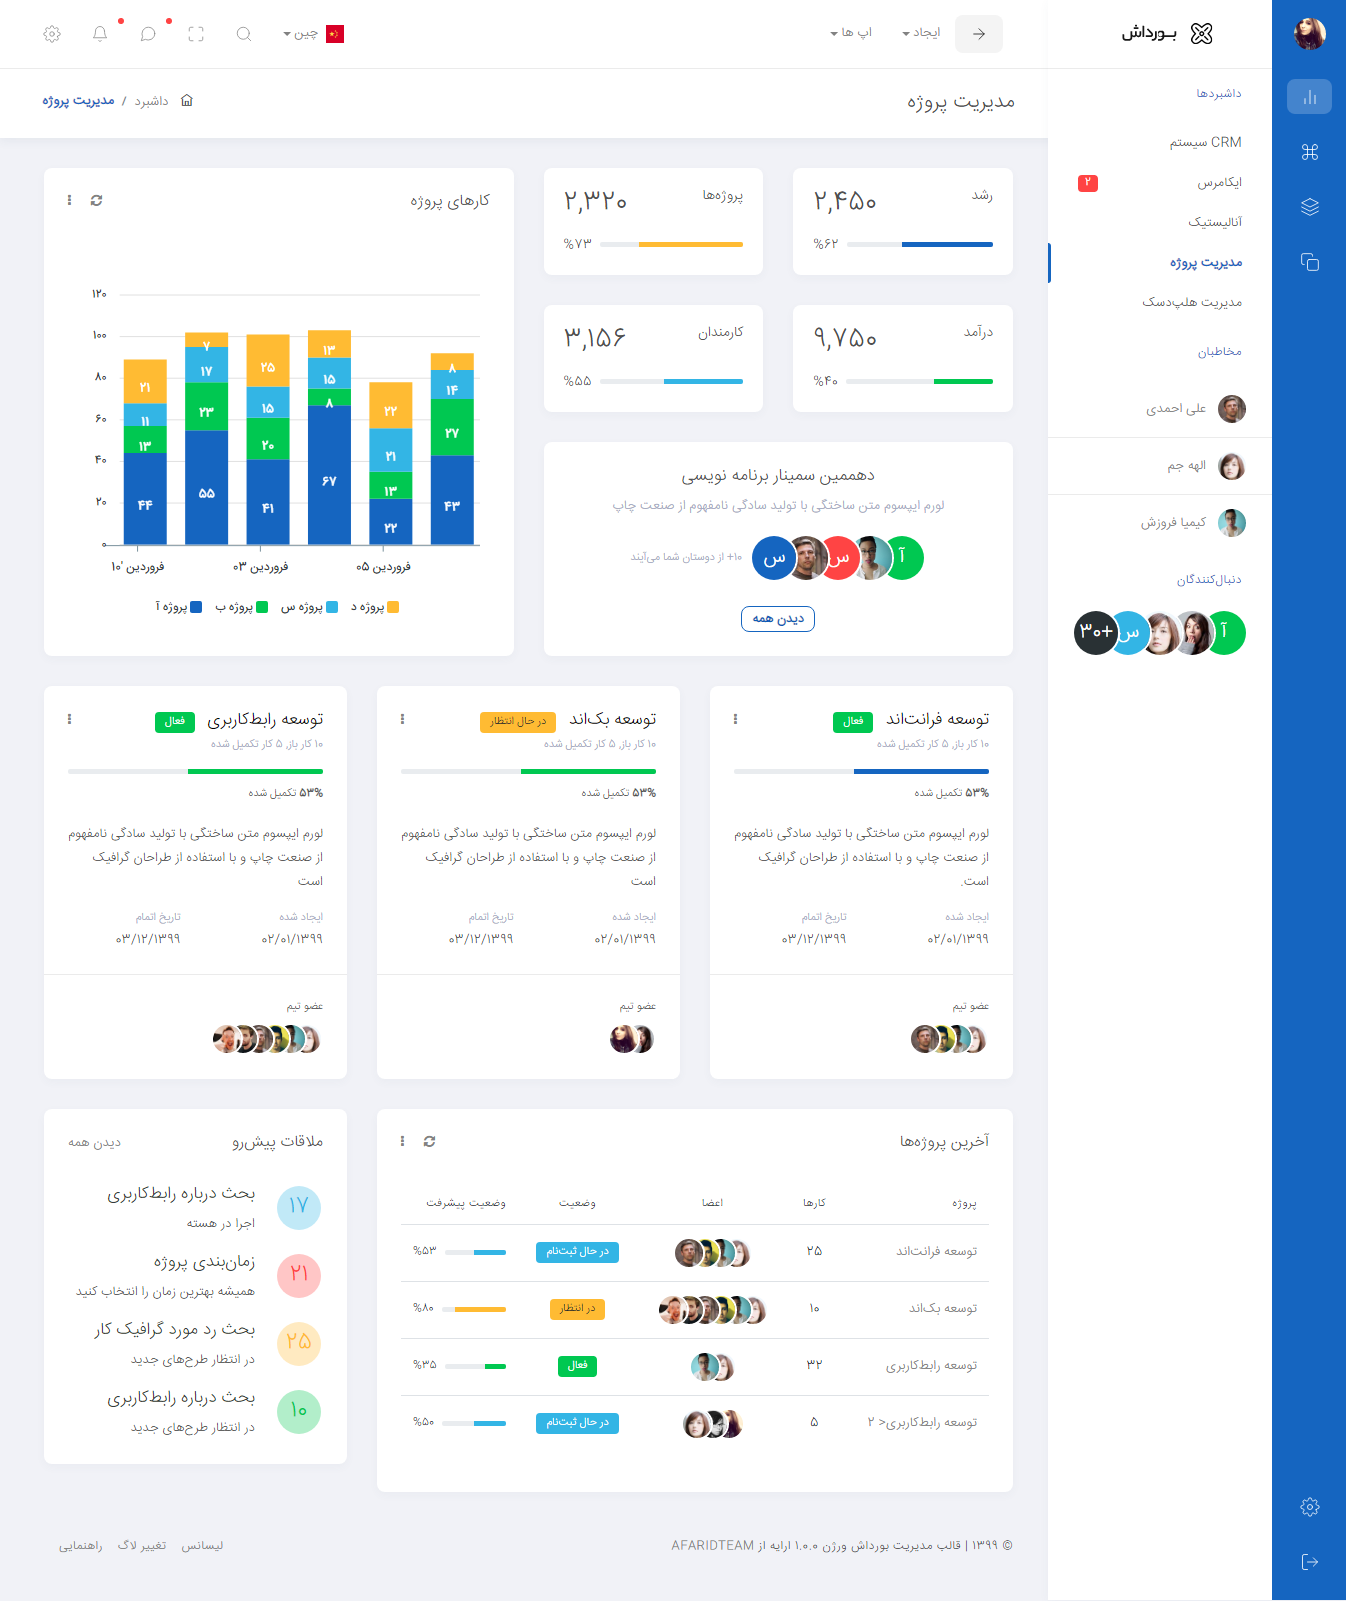 بورداش
ایجاد
اپ ها
چین
داشبردها
CRM سیستم
ایکامرس
۲
آنالیستیک
مدیریت پروژه
مدیریت هلپ‌دسک
مخاطبان
علی احمدی
الهه جم
کیمیا فروزش
دنبال‌کنندگان
آ
س
+۳۰
مدیریت پروژه
داشبرد / مدیریت پروژه
رشد
۲,۴۵۰
%۶۲
پروژه‌ها
۲,۳۲۰
%۷۳
درآمد
۹,۷۵۰
%۴۰
کارمندان
۳,۱۵۶
%۵۵
دهممین سمینار برنامه نویسی
لورم ایپسوم متن ساختگی با تولید سادگی نامفهوم از صنعت چاپ
آ
س
س
۱۰+ از دوستان شما می‌آیند
دیدن همه
کارهای پروژه
۱۲۰
۱۰۰
۸۰
۶۰
۴۰
۲۰
۰
۲۱
۱۱
۱۳
۴۴
۷
۱۷
۲۳
۵۵
۲۵
۱۵
۲۰
۴۱
۱۳
۱۵
۸
۶۷
۲۲
۲۱
۱۳
۲۲
۸
۱۴
۲۷
۴۳
فروردین '۱۰
فروردین ۰۳
فروردین ۰۵
پروژه آ
پروژه ب
پروژه س
پروژه د
توسعه فرانت‌اند
فعال
۱۰ کار باز, ۵ کار تکمیل شده
۵۳% تکمیل شده
لورم ایپسوم متن ساختگی با تولید سادگی نامفهوم
از صنعت چاپ و با استفاده از طراحان گرافیک
است.
ایجاد شده
۰۲/۰۱/۱۳۹۹
تاریخ اتمام
۰۳/۱۲/۱۳۹۹
عضو تیم
توسعه بک‌اند
در حال انتظار
۱۰ کار باز, ۵ کار تکمیل شده
۵۳% تکمیل شده
لورم ایپسوم متن ساختگی با تولید سادگی نامفهوم
از صنعت چاپ و با استفاده از طراحان گرافیک
است
ایجاد شده
۰۲/۰۱/۱۳۹۹
تاریخ اتمام
۰۳/۱۲/۱۳۹۹
عضو تیم
توسعه رابط‌کاربری
فعال
۱۰ کار باز, ۵ کار تکمیل شده
۵۳% تکمیل شده
لورم ایپسوم متن ساختگی با تولید سادگی نامفهوم
از صنعت چاپ و با استفاده از طراحان گرافیک
است
ایجاد شده
۰۲/۰۱/۱۳۹۹
تاریخ اتمام
۰۳/۱۲/۱۳۹۹
عضو تیم
آخرین پروژه‌ها
پروژه کارها اعضا وضعیت وضعیت پیشرفت
توسعه فرانت‌اند ۲۵ در حال ثبت‌نام %۵۳
توسعه بک‌اند ۱۰ در انتظار %۸۰
توسعه رابط‌کاربری ۳۲ فعال %۳۵
توسعه رابط‌کاربری< ۲ ۵ در حال ثبت‌نام %۵۰
ملاقات پیش‌رو
دیدن همه
۱۷
بحث درباره رابط‌کاربری
اجرا در هسته
۲۱
زمان‌بندی پروژه
همیشه بهترین زمان را انتخاب کنید
۲۵
بحث رد مورد گرافیک کار
در انتظار طرح‌های جدید
۱۰
بحث درباره رابط‌کاربری
در انتظار طرح‌های جدید
© ۱۳۹۹ | قالب مدیریت بورداش ورژن ۱.۰.۰ ارایه از AFARIDTEAM
لیسانس
تغییر لاگ
راهنمایی